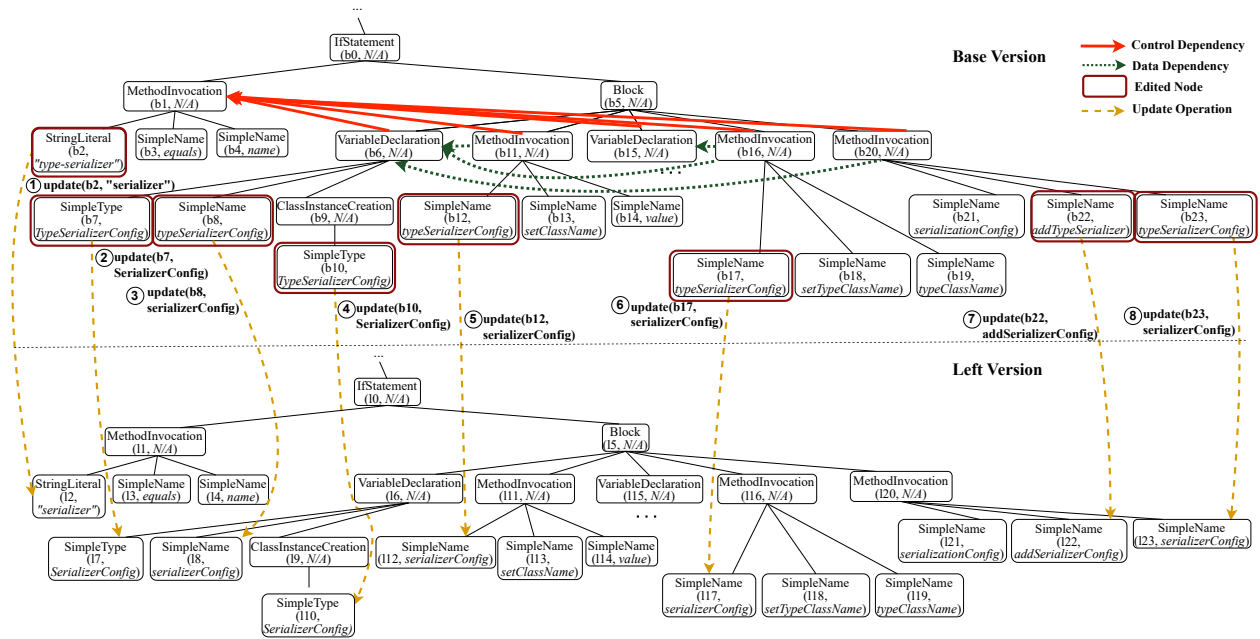 ...
IfStatement
(b0, N/A)
Base Version
Control Dependency
Data Dependency
Edited Node
Update Operation
MethodInvocation
(b1, N/A)
Block
(b5, N/A)
StringLiteral
(b2,
"type-serializer")
SimpleName
(b3, equals)
SimpleName
(b4, name)
VariableDeclaration
(b6, N/A)
MethodInvocation
(b11, N/A)
VariableDeclaration
(b15, N/A)
...
MethodInvocation
(b16, N/A)
MethodInvocation
(b20, N/A)
1 update(b2, "serializer")
SimpleType
(b7,
TypeSerializerConfig)
SimpleName
(b8,
typeSerializerConfig)
ClassInstanceCreation
(b9, N/A)
SimpleType
(b10,
TypeSerializerConfig)
SimpleName
(b12,
typeSerializerConfig)
SimpleName
(b13,
setClassName)
SimpleName
(b14, value)
SimpleName
(b17,
typeSerializerConfig)
SimpleName
(b18,
setTypeClassName)
SimpleName
(b19,
typeClassName)
SimpleName
(b21,
serializationConfig)
SimpleName
(b22,
addTypeSerializer)
SimpleName
(b23,
typeSerializerConfig)
2 update(b7,
SerializerConfig)
3 update(b8,
serializerConfig)
4 update(b10,
SerializerConfig)
5 update(b12,
serializerConfig)
6 update(b17,
serializerConfig)
7 update(b22,
addSerializerConfig)
8 update(b23,
serializerConfig)
...
Left Version
IfStatement
(l0, N/A)
MethodInvocation
(l1, N/A)
Block
(l5, N/A)
StringLiteral
(l2,
"serializer")
SimpleName
(l3, equals)
SimpleName
(l4, name)
VariableDeclaration
(l6, N/A)
MethodInvocation
(l11, N/A)
VariableDeclaration
(l15, N/A)
...
MethodInvocation
(l16, N/A)
MethodInvocation
(l20, N/A)
SimpleType
(l7,
SerializerConfig)
SimpleName
(l8,
serializerConfig)
ClassInstanceCreation
(l9, N/A)
SimpleType
(l10,
SerializerConfig)
SimpleName
(l12, serializerConfig)
SimpleName
(l13,
setClassName)
SimpleName
(l14, value)
SimpleName
(l17,
serializerConfig)
SimpleName
(l18,
setTypeClassName)
SimpleName
(l19,
typeClassName)
SimpleName
(l21,
serializationConfig)
SimpleName
(l22,
addSerializerConfig)
SimpleName
(l23, serializerConfig)